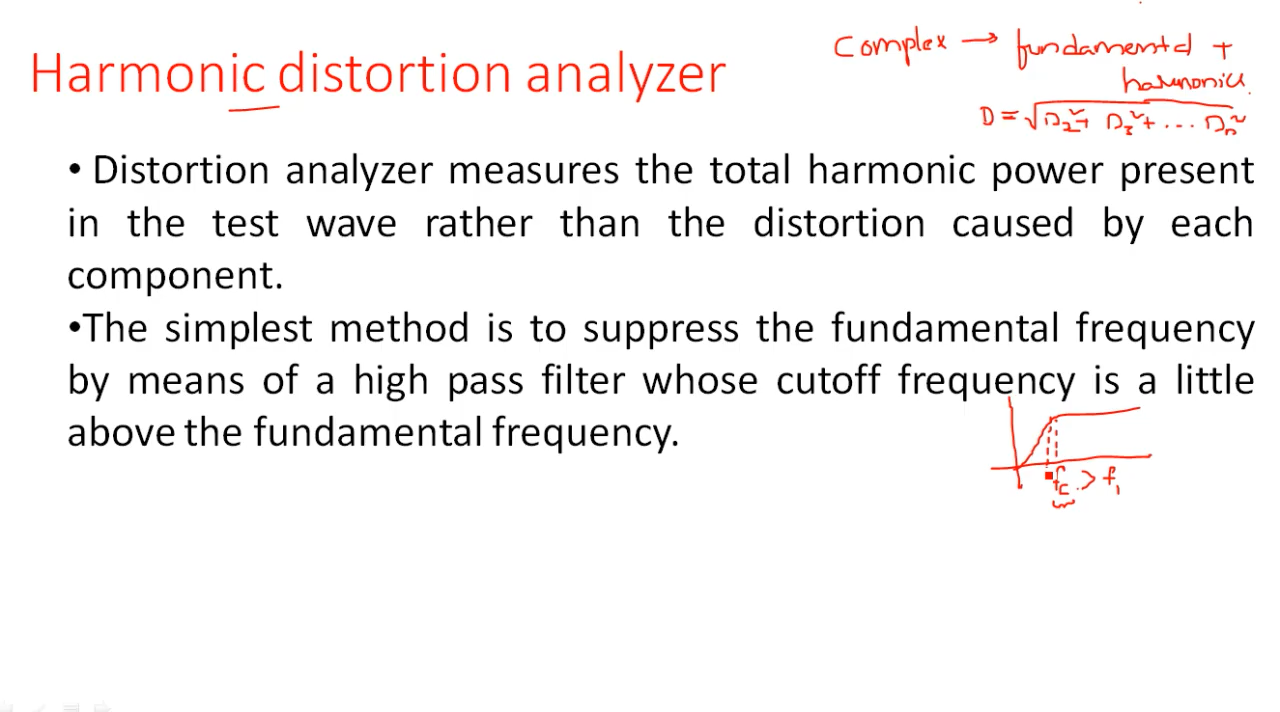 Complex → fundamental +
harmonics.
Harmonic distortion analyzer
D = √D₂² + D₃² + ... Dₙ²
• Distortion analyzer measures the total harmonic power present
in the test wave rather than the distortion caused by each
component.
•The simplest method is to suppress the fundamental frequency
by means of a high pass filter whose cutoff frequency is a little
above the fundamental frequency.
fc > f₁